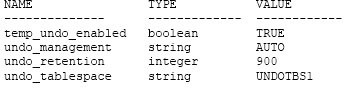 NAME                 TYPE          VALUE
-------------- ------------- ------------
temp_undo_enabled    boolean       TRUE
undo_management      string        AUTO
undo_retention       integer       900
undo_tablespace      string        UNDOTBS1